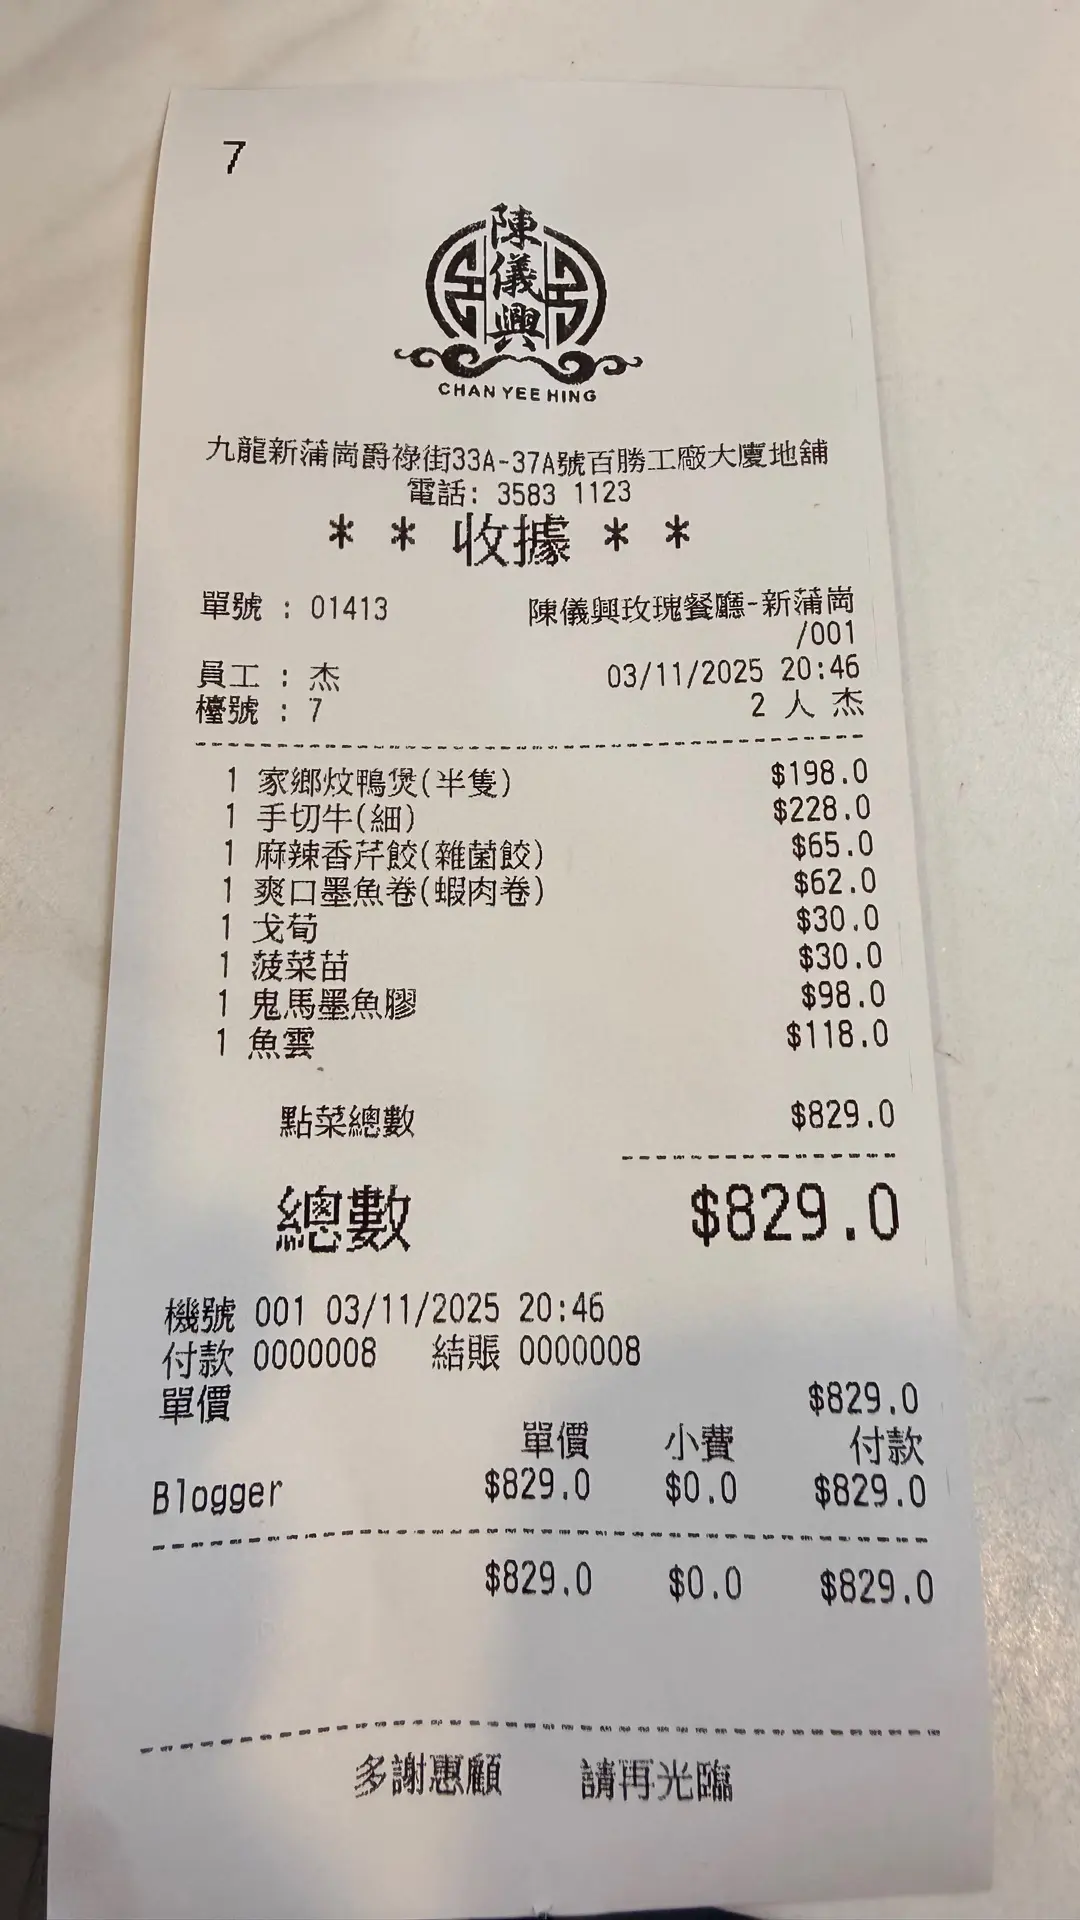 7
陳儀興
CHAN YEE HING
九龍新蒲崗爵祿街33A-37A號百勝工廠大廈地舖
電話: 3583 1123
* * 收據 * *
單號 : 01413 陳儀興玫瑰餐廳-新蒲崗
/001
員工 : 杰 03/11/2025 20:46
檯號 : 7 2 人 杰
1 家鄉炆鴨煲(半隻) $198.0
1 手切牛(細) $228.0
1 麻辣香芹餃(雜菌餃) $65.0
1 爽口墨魚卷(蝦肉卷) $62.0
1 戈荀 $30.0
1 菠菜苗 $30.0
1 鬼馬墨魚膠 $98.0
1 魚雲 $118.0
點菜總數 $829.0
總數 $829.0
機號 001 03/11/2025 20:46
付款 0000008 結賬 0000008
單價 $829.0
單價 小費 付款
Blogger $829.0 $0.0 $829.0
$829.0 $0.0 $829.0
多謝惠顧 請再光臨